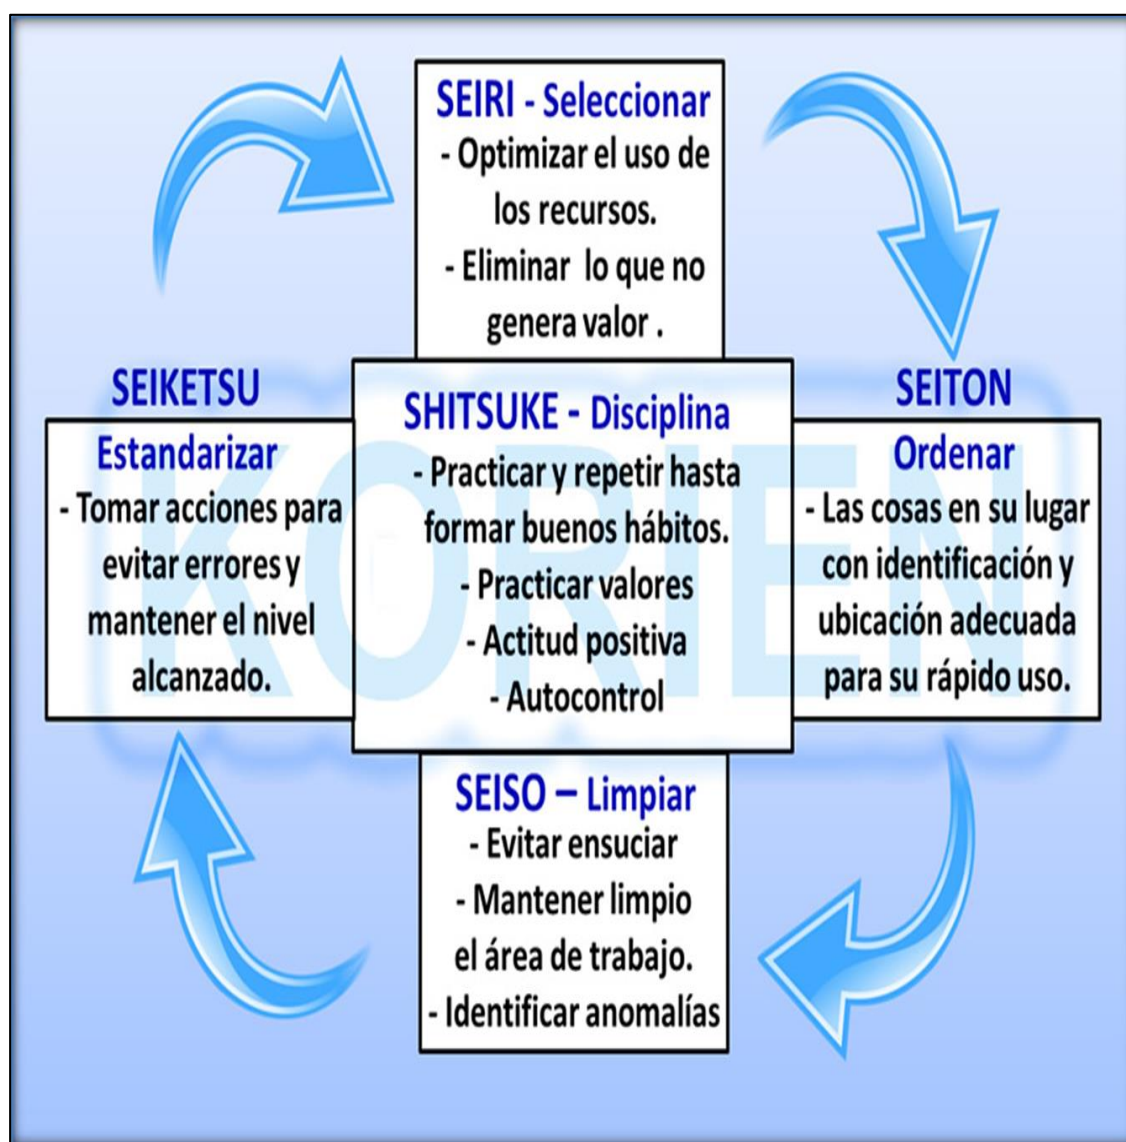 SEIRI - Seleccionar
- Optimizar el uso de
los recursos.
- Eliminar lo que no
genera valor .
SEIKETSU
Estandarizar
- Tomar acciones para
evitar errores y
mantener el nivel
alcanzado.
SHITSUKE - Disciplina
- Practicar y repetir hasta
formar buenos hábitos.
- Practicar valores
- Actitud positiva
- Autocontrol
SEITON
Ordenar
- Las cosas en su lugar
con identificación y
ubicación adecuada
para su rápido uso.
SEISO – Limpiar
- Evitar ensuciar
- Mantener limpio
el área de trabajo.
- Identificar anomalías
KORIEN